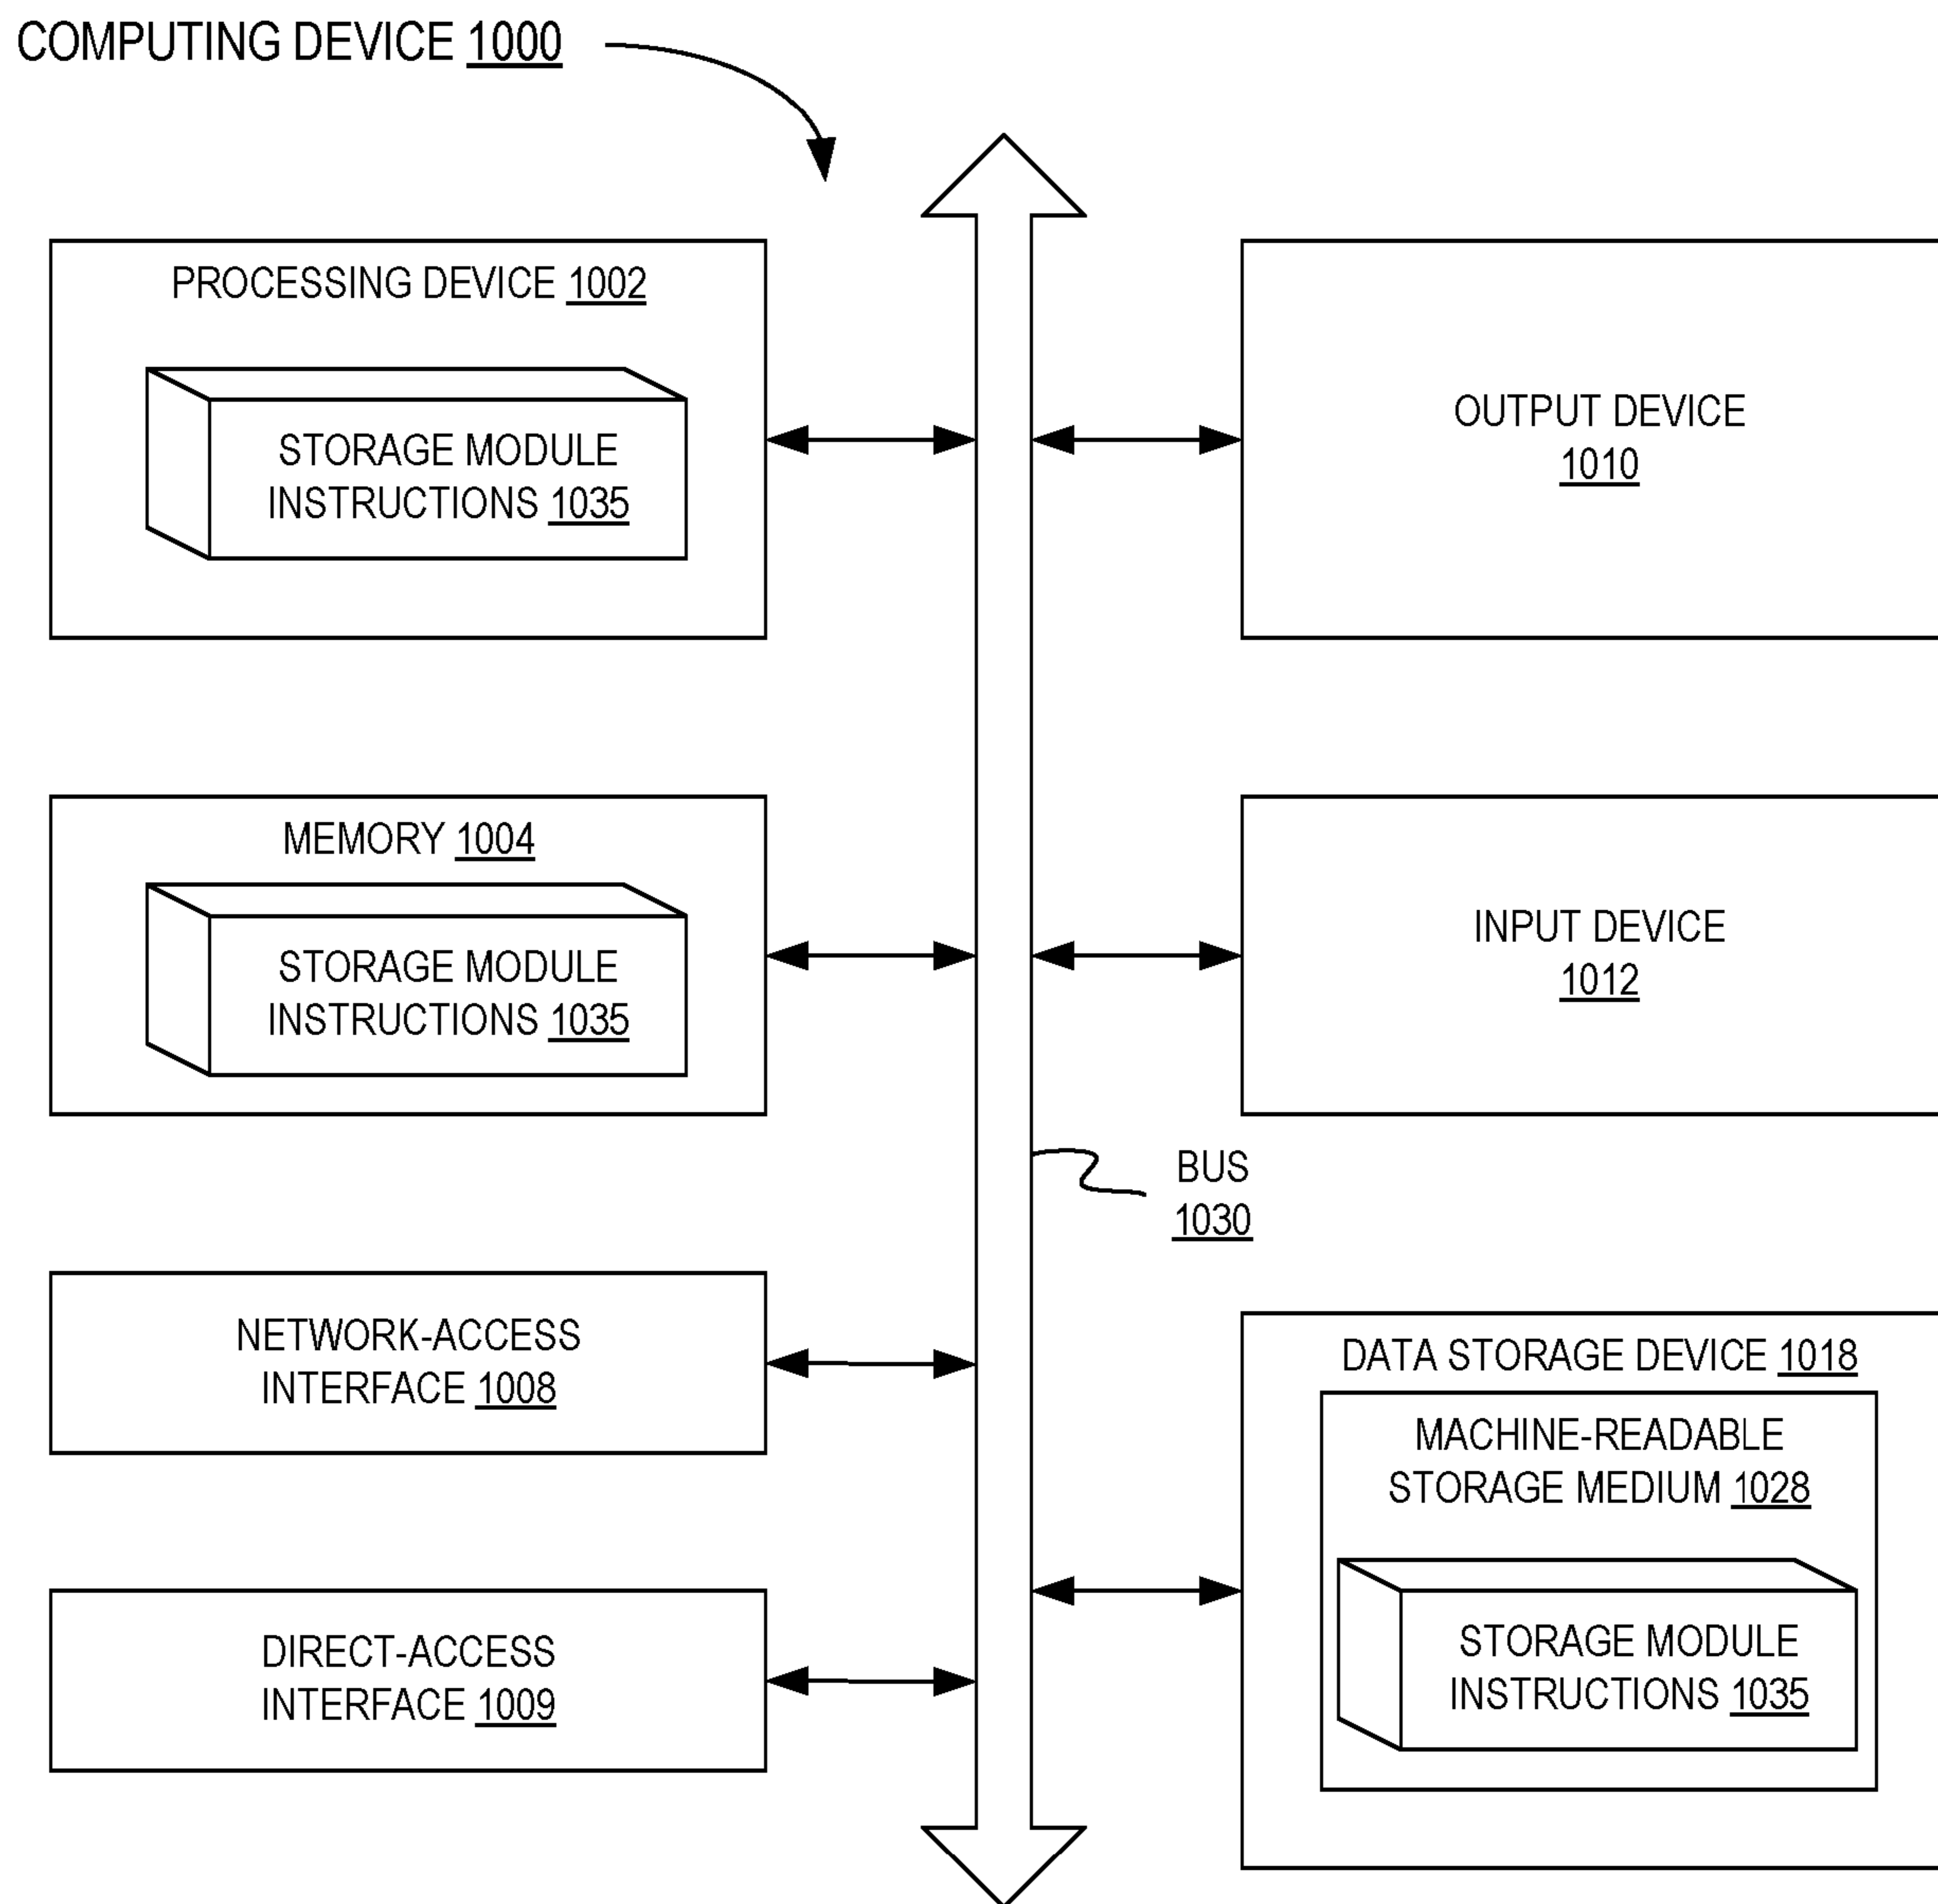 COMPUTING DEVICE 1000
PROCESSING DEVICE 1002
STORAGE MODULE
INSTRUCTIONS 1035
OUTPUT DEVICE
1010
MEMORY 1004
STORAGE MODULE
INSTRUCTIONS 1035
INPUT DEVICE
1012
BUS
1030
NETWORK-ACCESS
INTERFACE 1008
DATA STORAGE DEVICE 1018
MACHINE-READABLE
STORAGE MEDIUM 1028
STORAGE MODULE
INSTRUCTIONS 1035
DIRECT-ACCESS
INTERFACE 1009